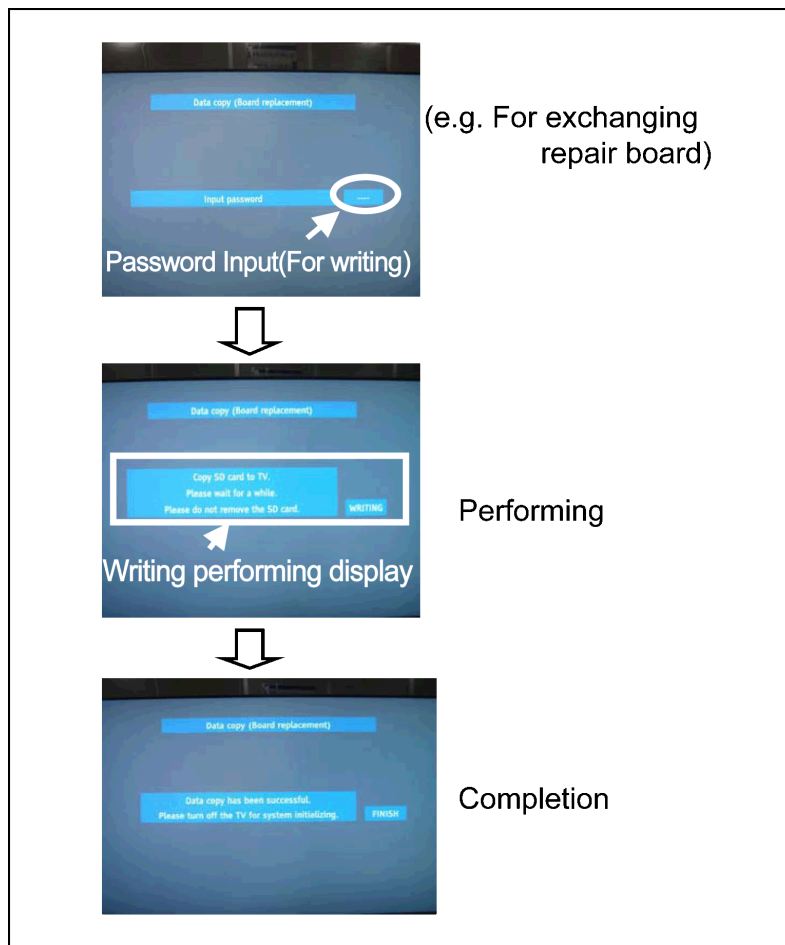 Data copy (Board replacement)
(e.g. For exchanging
repair board)
Input password
Password Input(For writing)
Data copy (Board replacement)
Copy SD card to TV.
Please wait for a while.
Please do not remove the SD card.
WRITING
Performing
Writing performing display
Data copy (Board replacement)
Data copy has been successful.
Please turn off the TV for system initializing.
FINISH
Completion